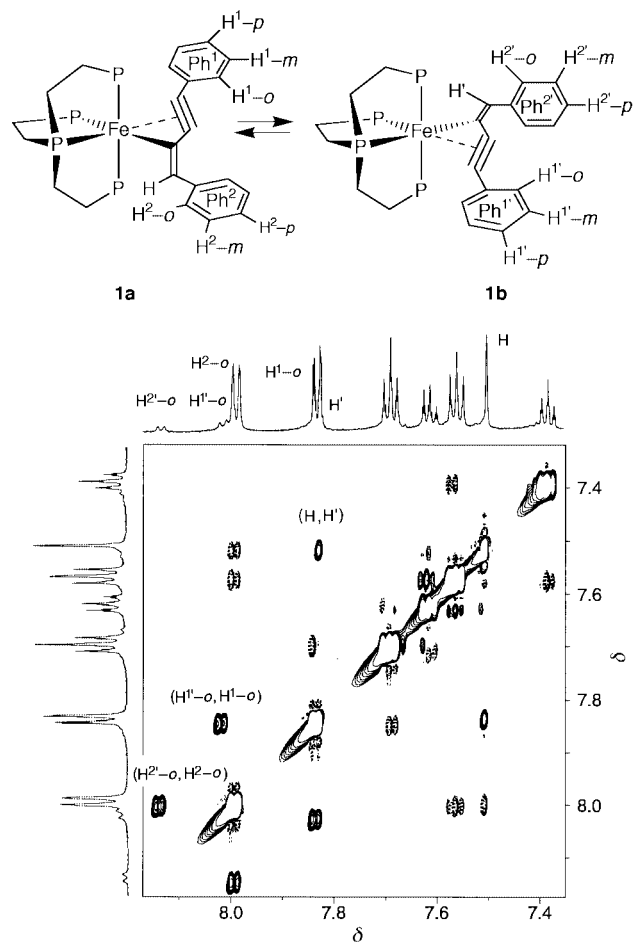 H¹–p
Ph¹
H¹–m
H¹–o
P
P
P
P
Fe
H
H²–o
Ph²
H²–p
H²–m
1a
H²'–o
H²'–m
H'
Ph²'
H²'–p
P
P
P
P
Fe
H¹'–o
Ph¹'
H¹'–m
H¹'–p
1b
H
H²–o
H¹–o
H²'–o
H¹'–o
H'
(H,H')
(H¹'–o,H¹–o)
(H²'–o,H²–o)
7.4
7.6
7.8
8.0
δ
8.0 7.8 7.6 7.4
δ